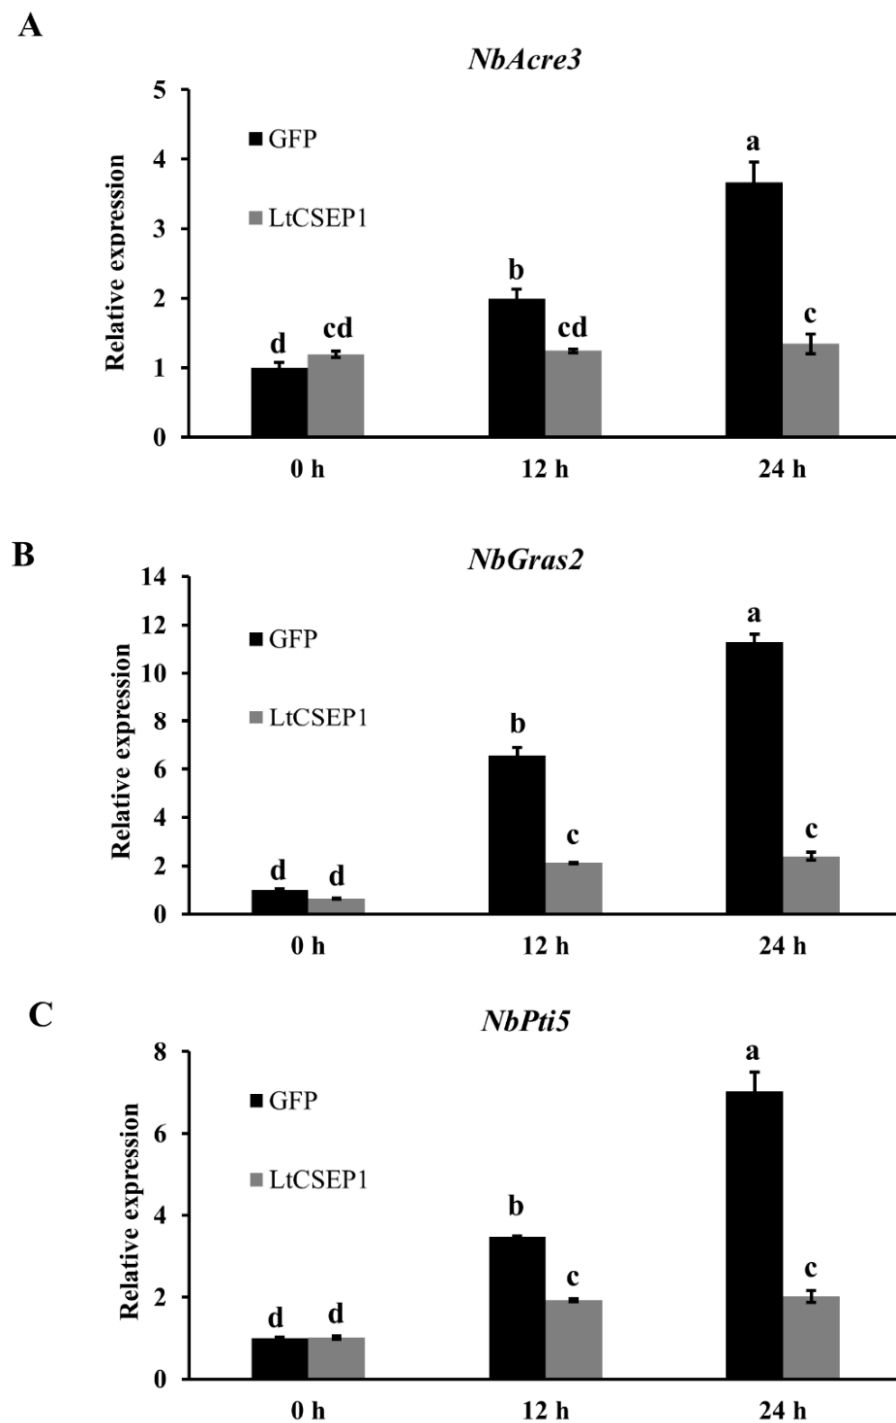 A
NbAcre3
5
4
3
2
1
0
Relative expression
GFP
LtCSEP1
d
cd
b
cd
a
c
0 h
12 h
24 h
B
NbGras2
14
12
10
8
6
4
2
0
Relative expression
GFP
LtCSEP1
d
d
b
c
a
c
0 h
12 h
24 h
C
NbPti5
8
6
4
2
0
Relative expression
GFP
LtCSEP1
d
d
b
c
a
c
0 h
12 h
24 h